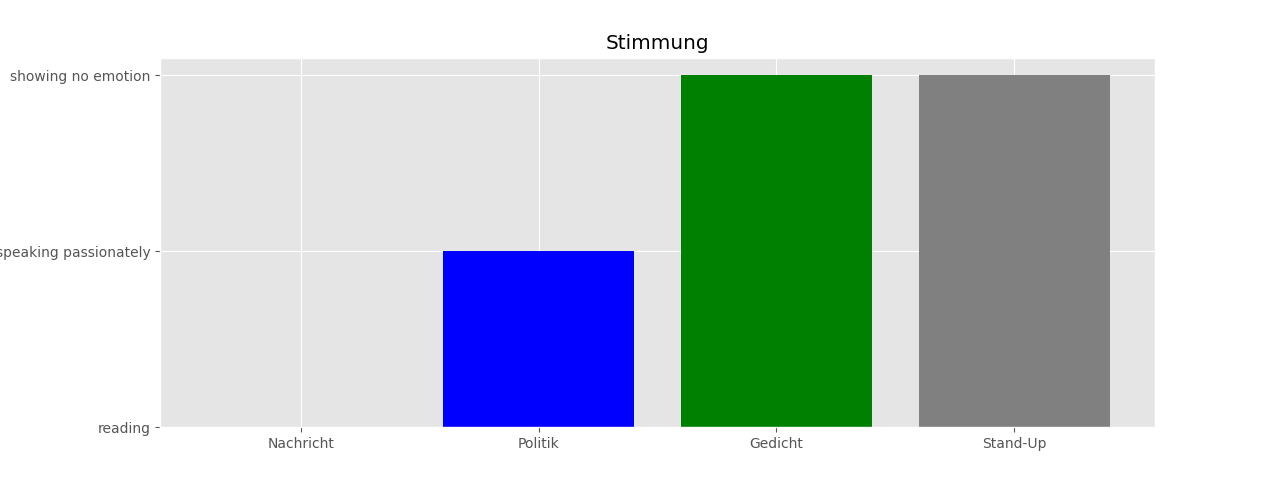 Stimmung
showing no emotion
speaking passionately
reading
Nachricht
Politik
Gedicht
Stand-Up